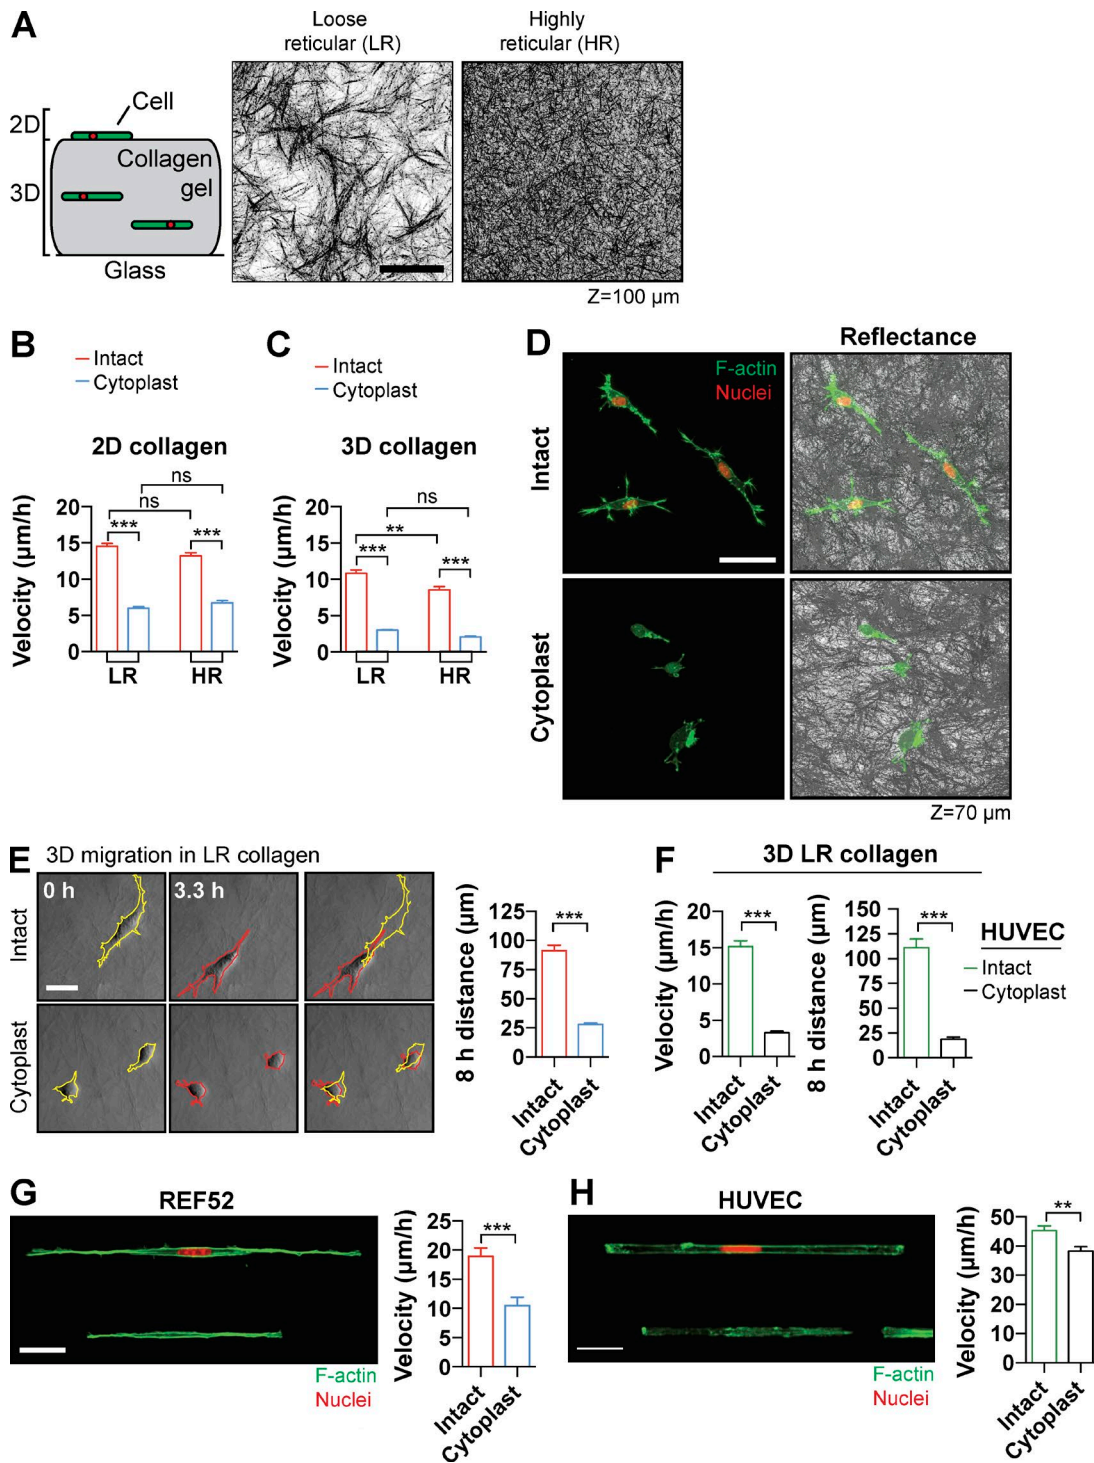 A
Loose
reticular (LR)
Highly
reticular (HR)
2D
3D
Cell
Collagen
gel
Glass
Z=100 µm
B
Intact
Cytoplast
2D collagen
Velocity (µm/h)
20
15
10
5
0
ns
ns
***
***
LR
HR
C
Intact
Cytoplast
3D collagen
Velocity (µm/h)
20
15
10
5
0
ns
**
***
***
LR
HR
D
Reflectance
F-actin
Nuclei
Intact
Cytoplast
Z=70 µm
E
3D migration in LR collagen
0 h
3.3 h
Intact
Cytoplast
8 h distance (µm)
125
100
75
50
25
0
***
Intact
Cytoplast
F
3D LR collagen
Velocity (µm/h)
20
15
10
5
0
***
Intact
Cytoplast
8 h distance (µm)
150
125
100
75
50
25
0
***
Intact
Cytoplast
HUVEC
Intact
Cytoplast
G
REF52
F-actin
Nuclei
Velocity (µm/h)
25
20
15
10
5
0
***
Intact
Cytoplast
H
HUVEC
F-actin
Nuclei
Velocity (µm/h)
50
40
30
20
10
0
**
Intact
Cytoplast